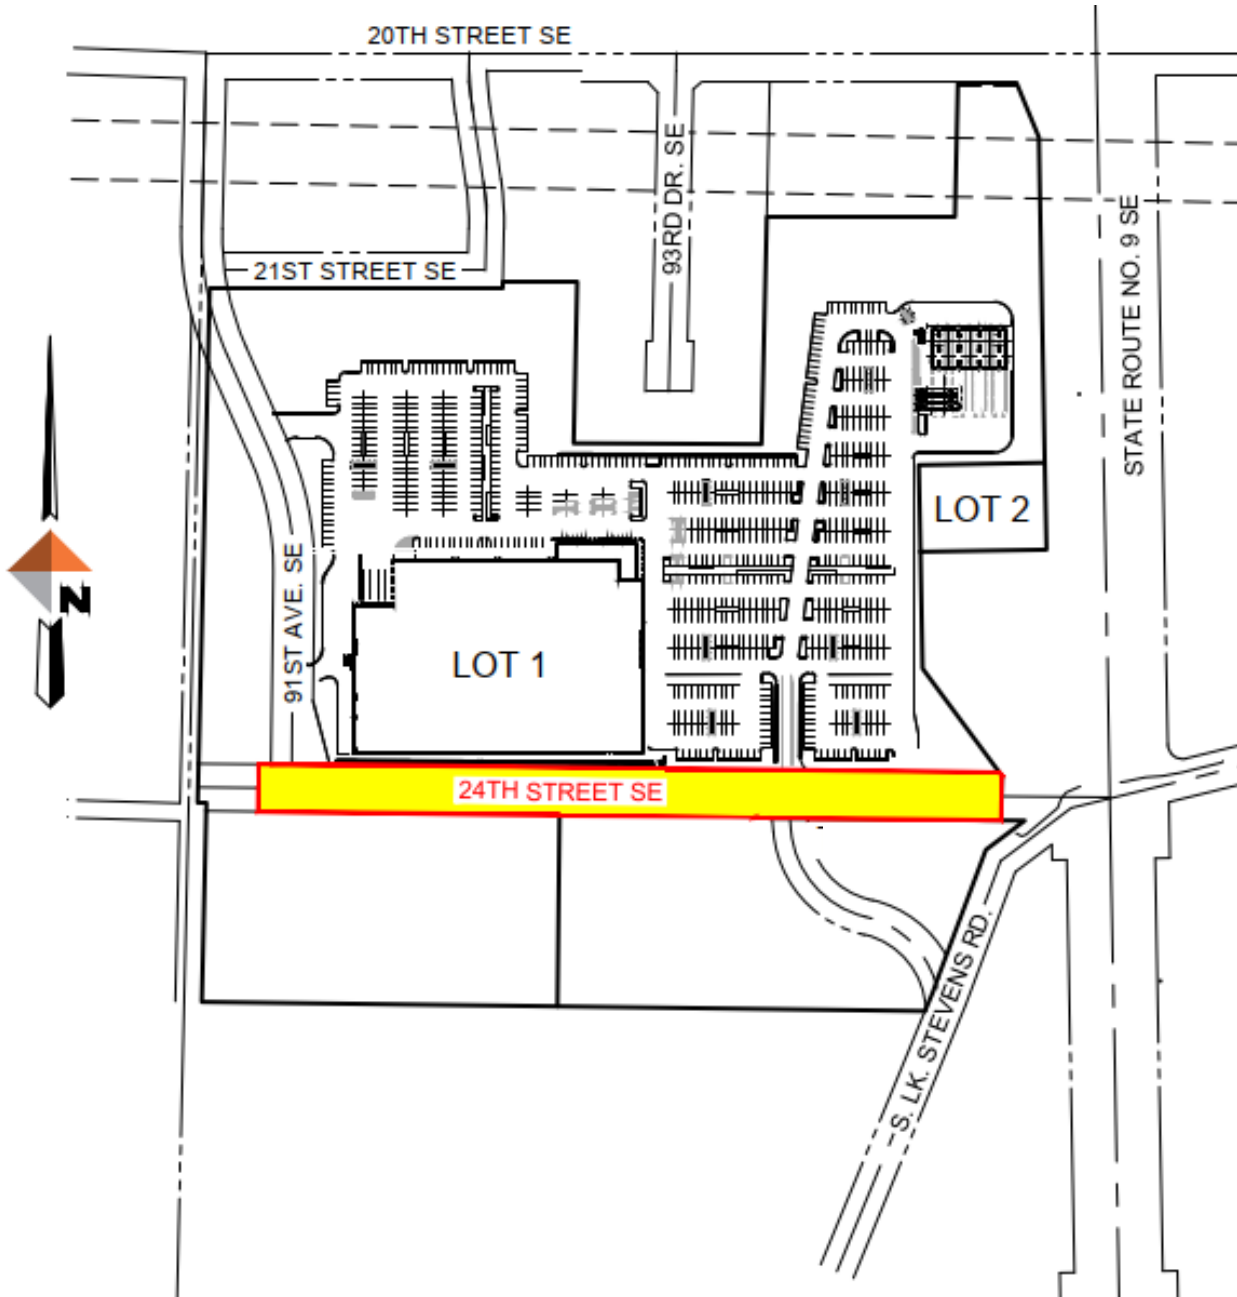 20TH STREET SE
93RD DR. SE
STATE ROUTE NO. 9 SE
21ST STREET SE
LOT 2
N
91ST AVE. SE
LOT 1
24TH STREET SE
S. LK. STEVENS RD.